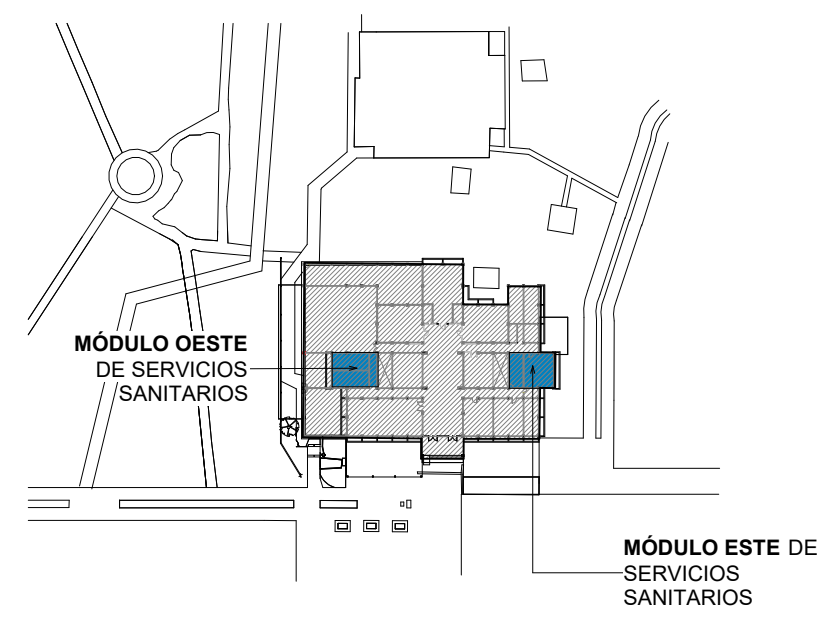 MÓDULO OESTE
DE SERVICIOS
SANITARIOS
MÓDULO ESTE DE
SERVICIOS
SANITARIOS